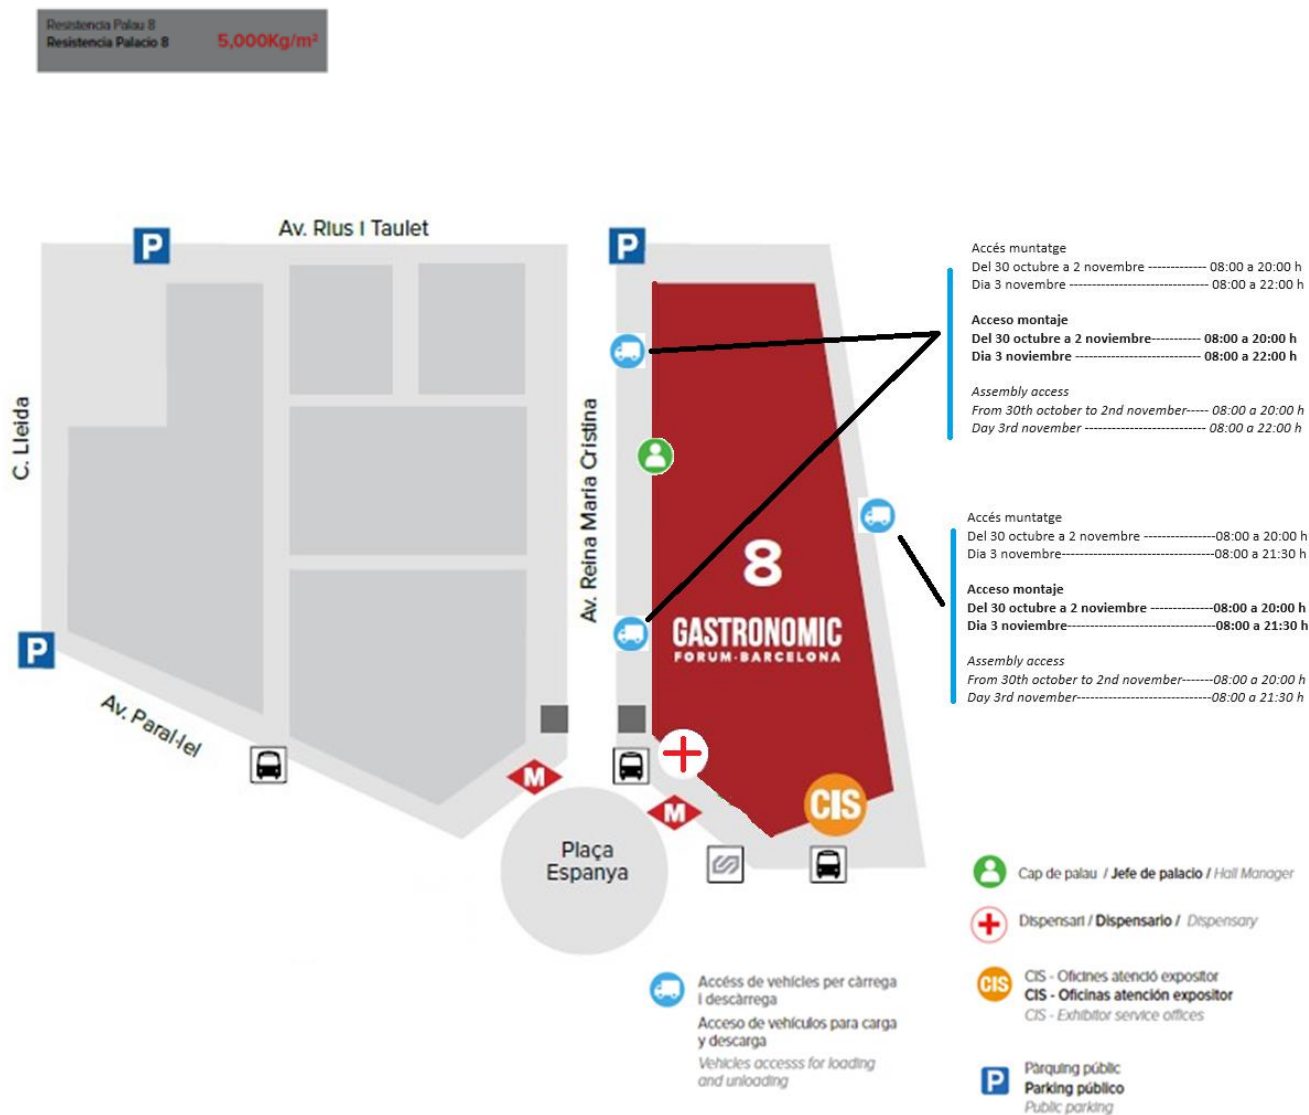 Resistencia Palau 8
Resistencia Palacio 8 5,000Kg/m²
Av. Rius I Taulet
P
P
C. Lleida
Av. Reina Maria Cristina
P
Av. Paral·lel
8
GASTRONOMIC
FORUM·BARCELONA
M
M
CIS
Plaça
Espanya
Accés muntatge
Del 30 octubre a 2 novembre ------------- 08:00 a 20:00 h
Dia 3 novembre ------------------------------- 08:00 a 22:00 h
Acceso montaje
Del 30 octubre a 2 noviembre----------- 08:00 a 20:00 h
Dia 3 noviembre ---------------------------- 08:00 a 22:00 h
Assembly access
From 30th october to 2nd november----- 08:00 a 20:00 h
Day 3rd november --------------------------- 08:00 a 22:00 h
Accés muntatge
Del 30 octubre a 2 novembre ----------------08:00 a 20:00 h
Dia 3 novembre----------------------------------08:00 a 21:30 h
Acceso montaje
Del 30 octubre a 2 noviembre --------------08:00 a 20:00 h
Dia 3 noviembre---------------------------------08:00 a 21:30 h
Assembly access
From 30th october to 2nd november-------08:00 a 20:00 h
Day 3rd november------------------------------08:00 a 21:30 h
Cap de palau / Jefe de palacio / Hall Manager
Dispensari / Dispensario / Dispensary
CIS
CIS - Oficines atenció expositor
CIS - Oficinas atención expositor
CIS - Exhibitor service offices
P
Pàrquing públic
Parking público
Public parking
Accéss de vehícles per càrrega
i descàrrega
Acceso de vehículos para carga
y descarga
Vehicles accesss for loading
and unloading